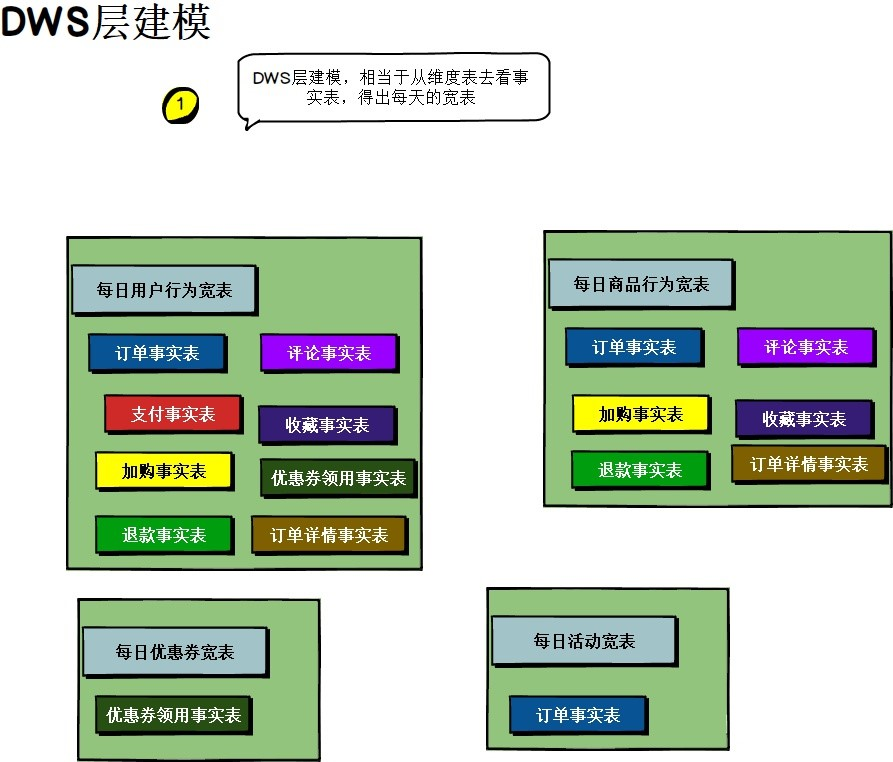 DWS层建模
1
DWS层建模，相当于从维度表去看事
实表，得出每天的宽表
每日用户行为宽表
订单事实表
评论事实表
支付事实表
收藏事实表
加购事实表
优惠券领用事实表
退款事实表
订单详情事实表
每日商品行为宽表
订单事实表
评论事实表
加购事实表
收藏事实表
退款事实表
订单详情事实表
每日优惠券宽表
优惠券领用事实表
每日活动宽表
订单事实表